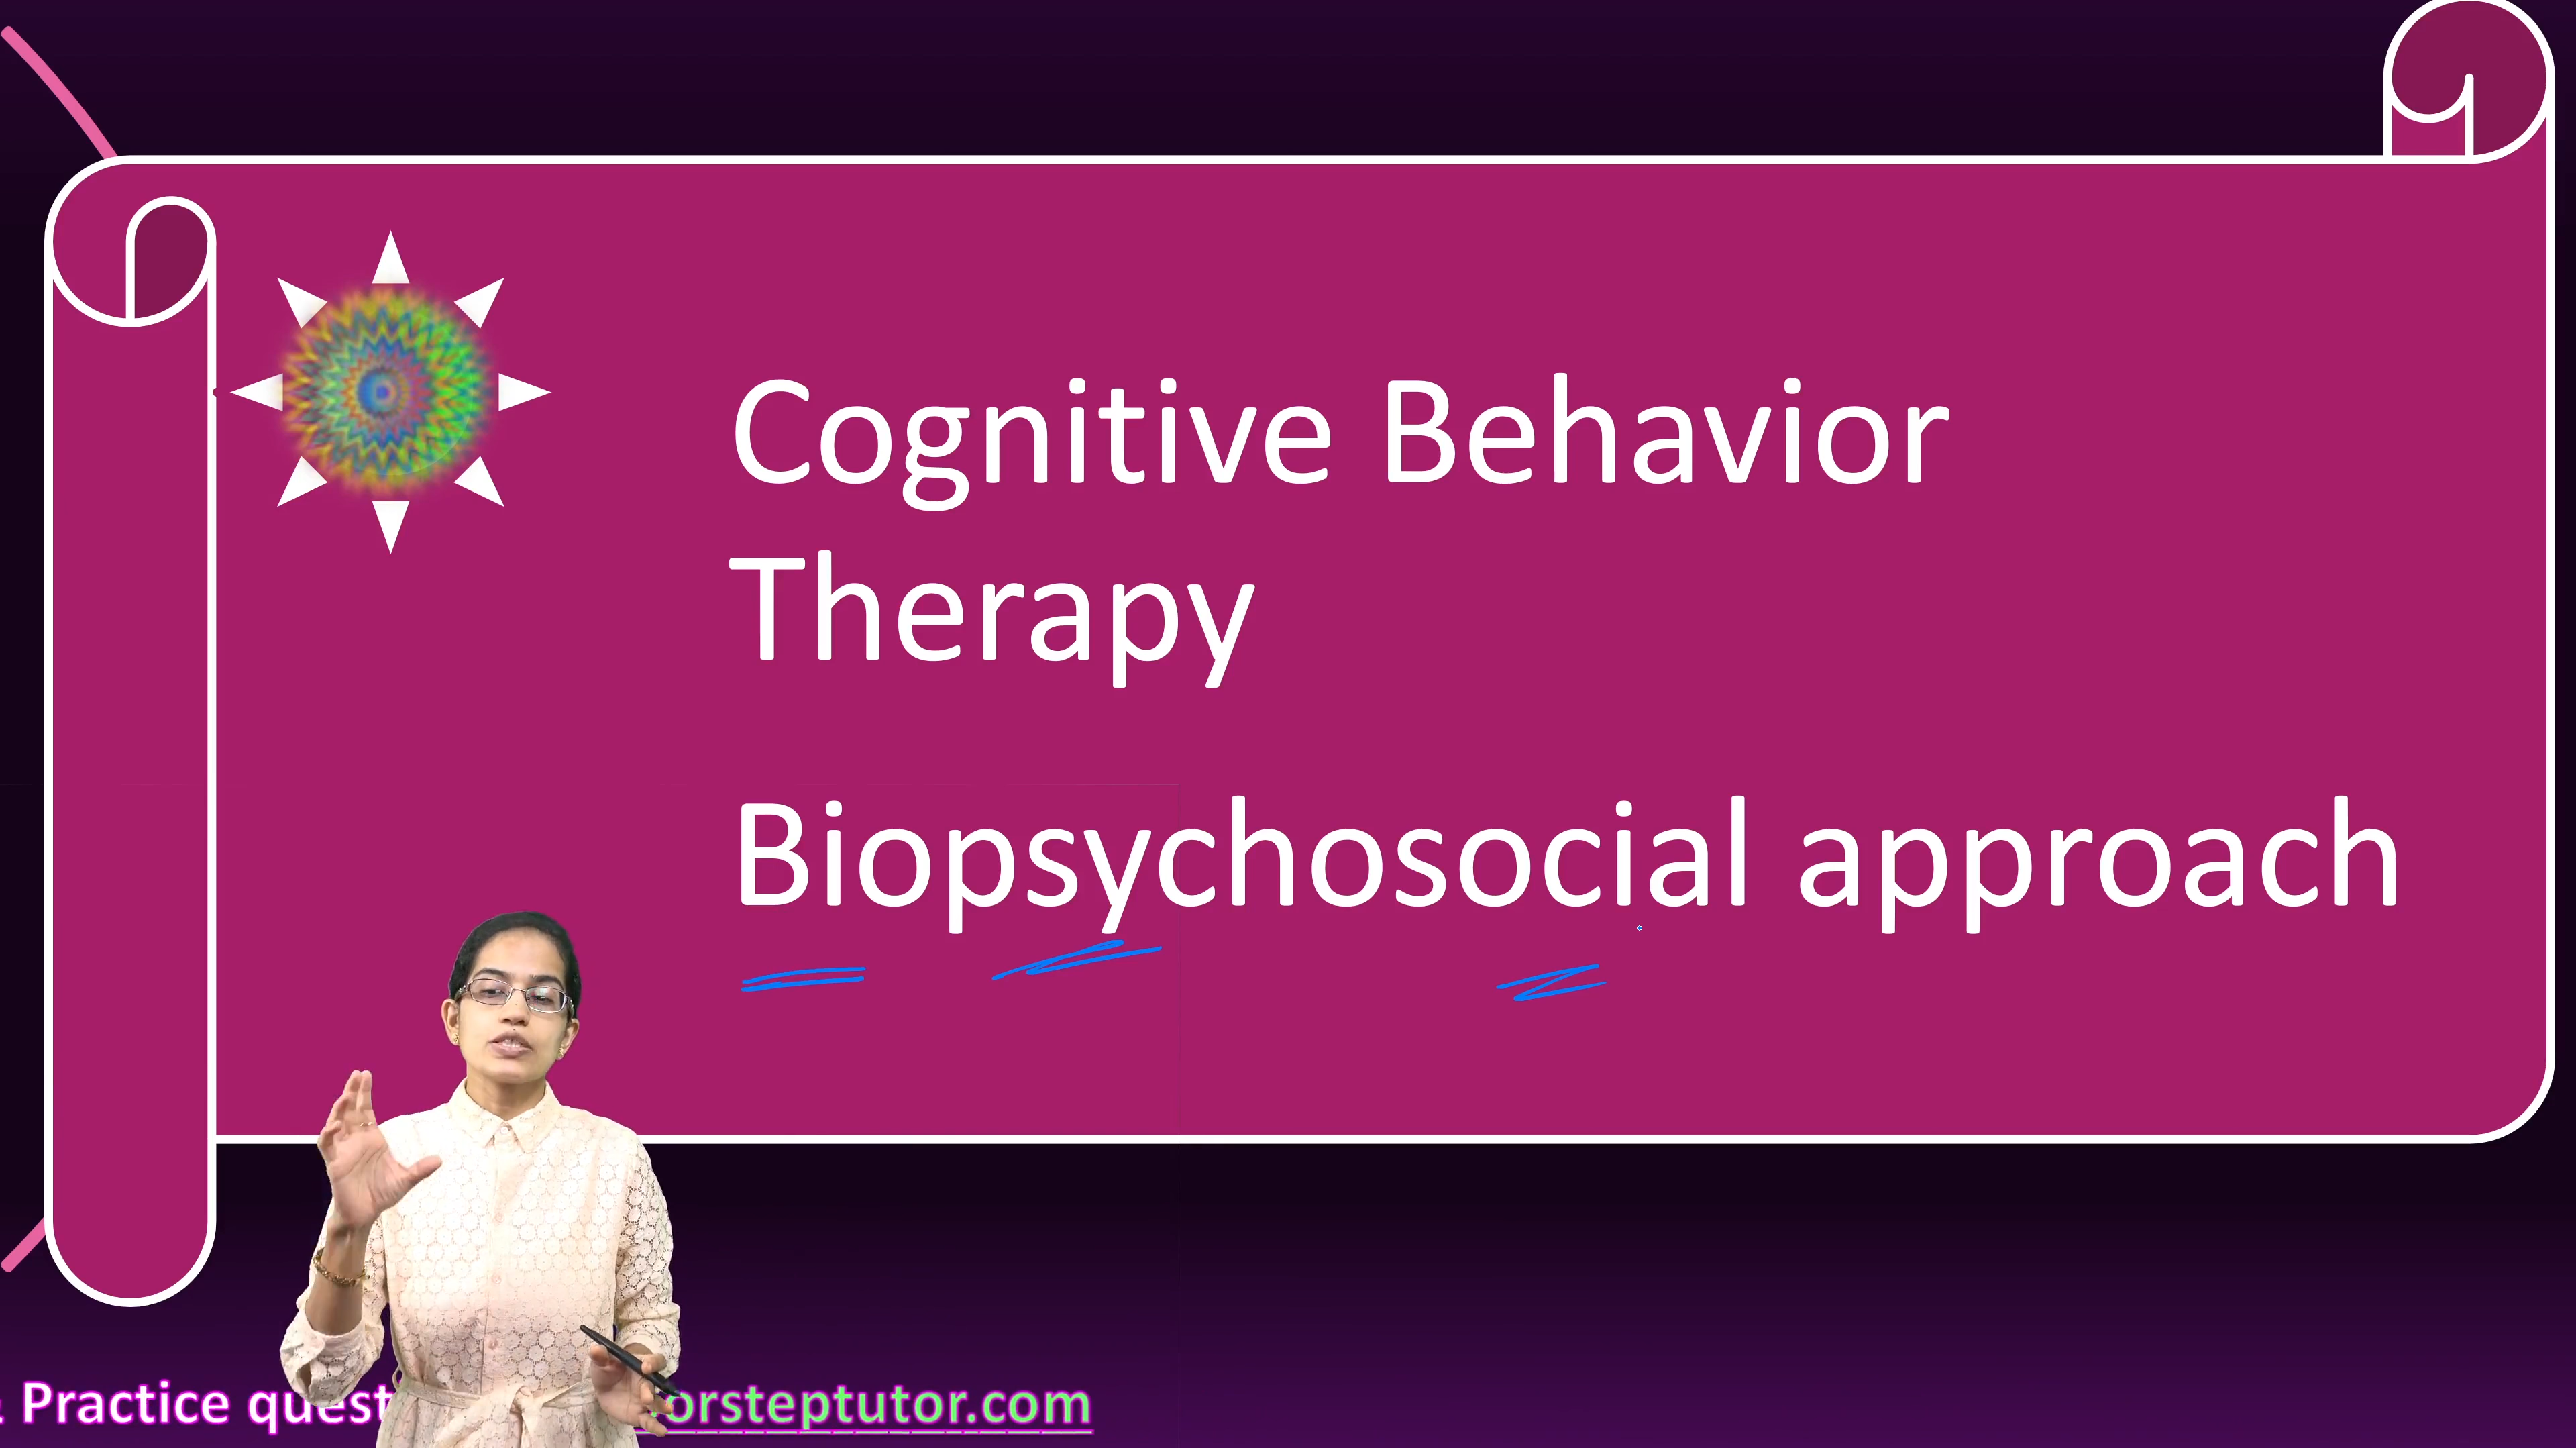 Cognitive Behavior
Therapy
Biopsychosocial approach
Practice quest orsteptutor.com